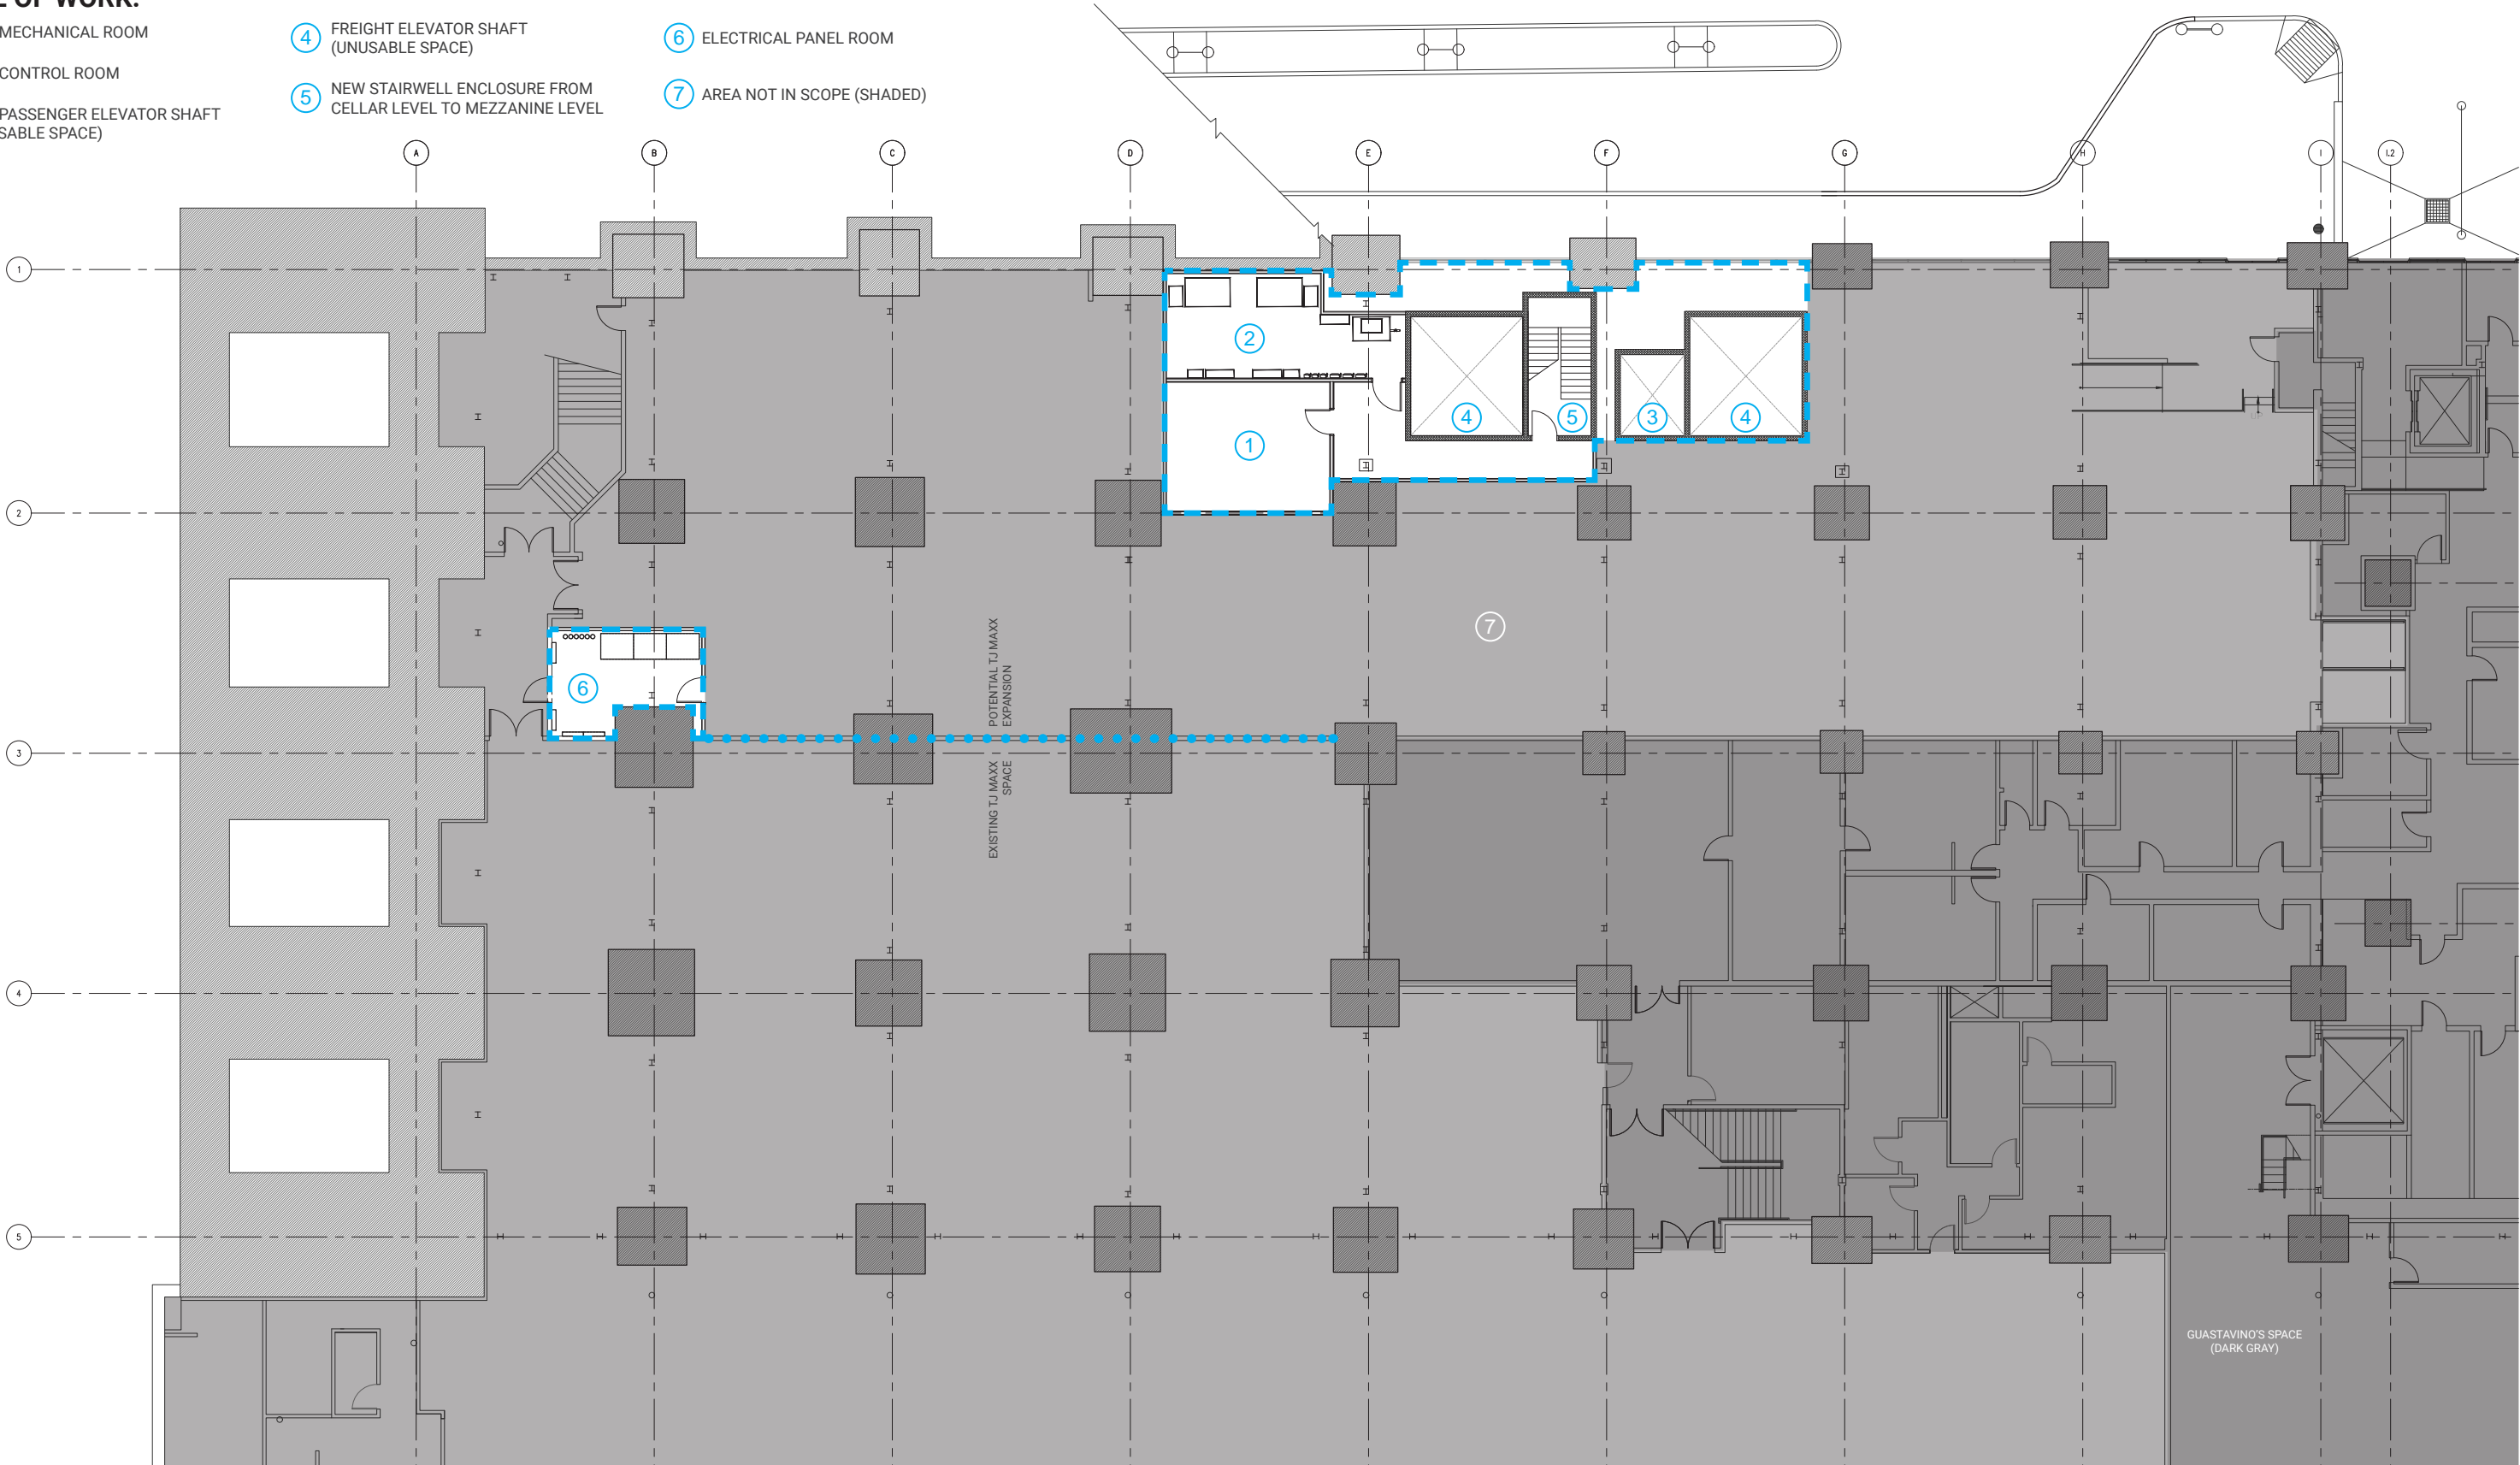 E OF WORK:
MECHANICAL ROOM
CONTROL ROOM
PASSENGER ELEVATOR SHAFT
SABLE SPACE)
4 FREIGHT ELEVATOR SHAFT
(UNUSABLE SPACE)
5 NEW STAIRWELL ENCLOSURE FROM
CELLAR LEVEL TO MEZZANINE LEVEL
6 ELECTRICAL PANEL ROOM
7 AREA NOT IN SCOPE (SHADED)
A B C D E F G H I I.2
1
2
4
5
3
4
1
2
7
6
POTENTIAL TJ MAXX
EXPANSION
3
EXISTING TJ MAXX
SPACE
4
5
GUASTAVINO'S SPACE
(DARK GRAY)